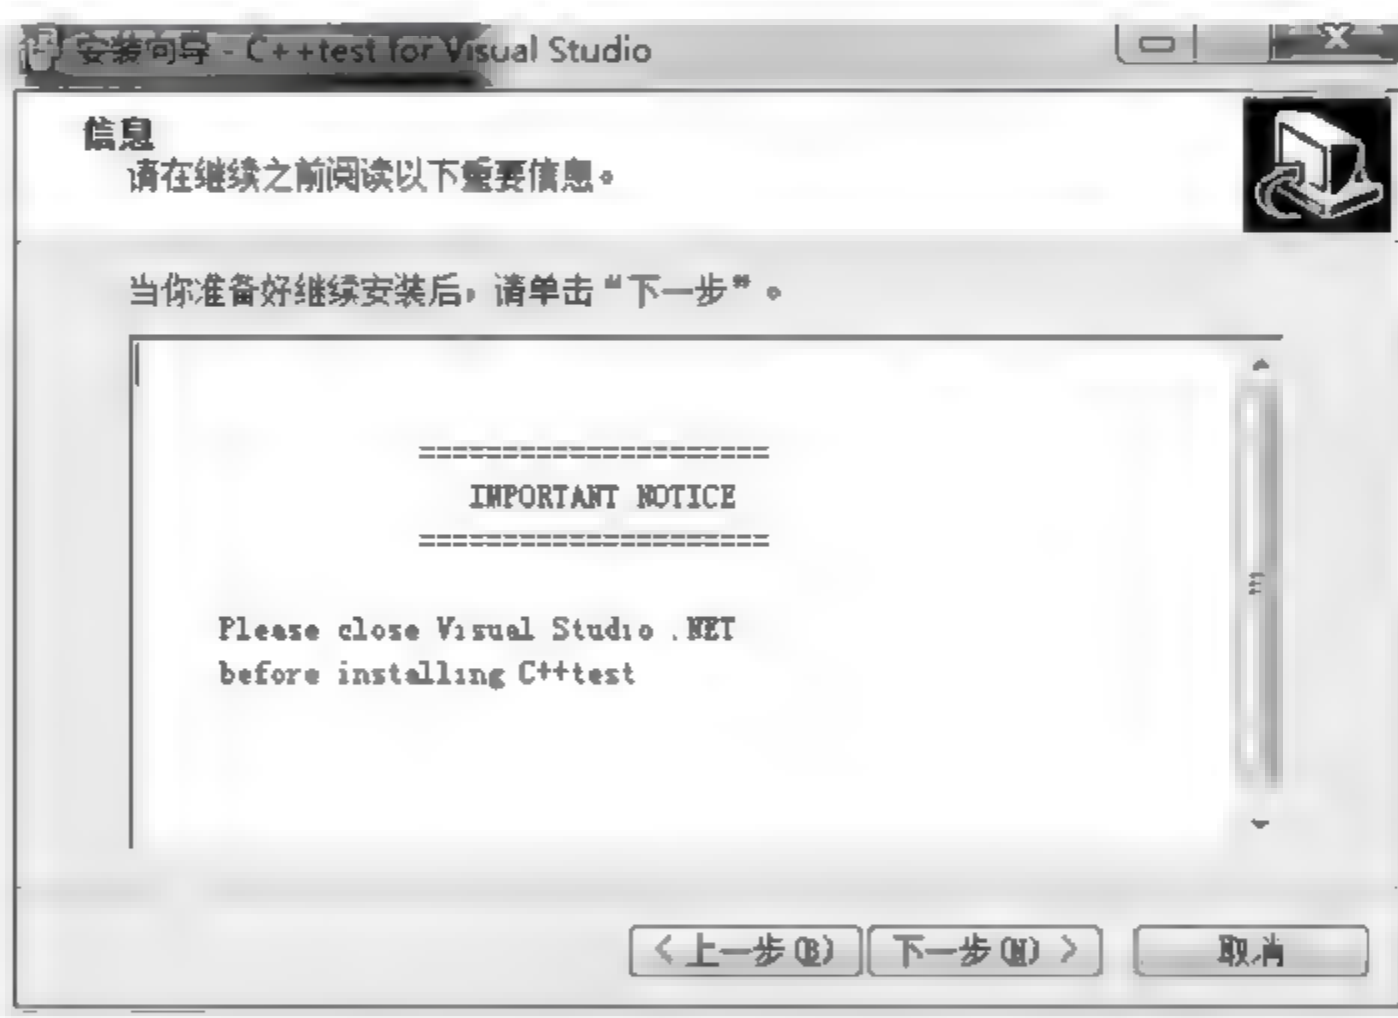 安装向导 - C++test for Visual Studio
信息
请在继续之前阅读以下重要信息。
当你准备好继续安装后，请单击“下一步”。
=====================
IMPORTANT NOTICE
=====================
Please close Visual Studio .NET
before installing C++test
< 上一步(B) 下一步(N) > 取消